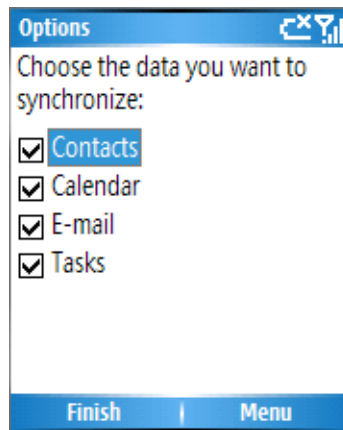 Options
Choose the data you want to
synchronize:
Contacts
Calendar
E-mail
Tasks
Finish Menu